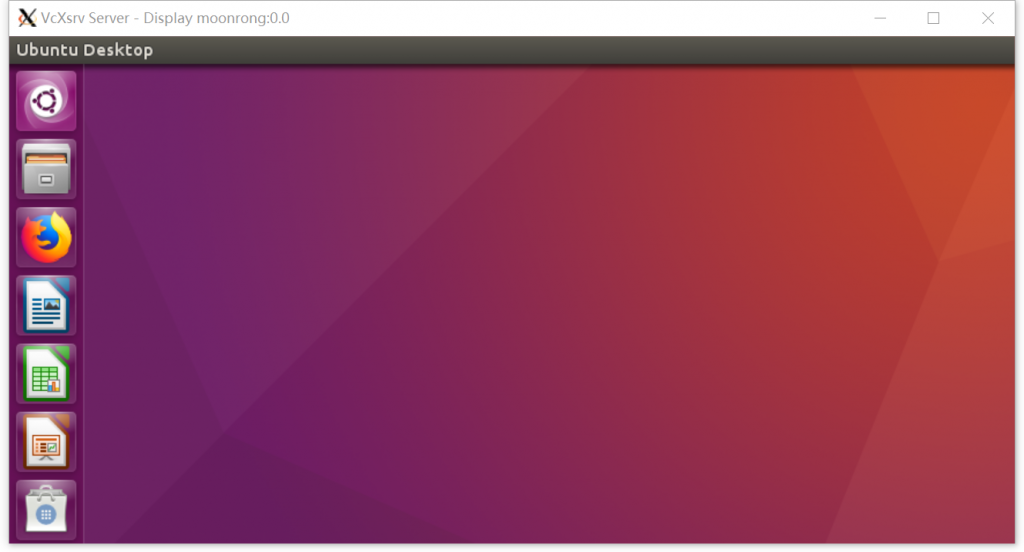 VcXsrv Server - Display moonrong:0.0
Ubuntu Desktop